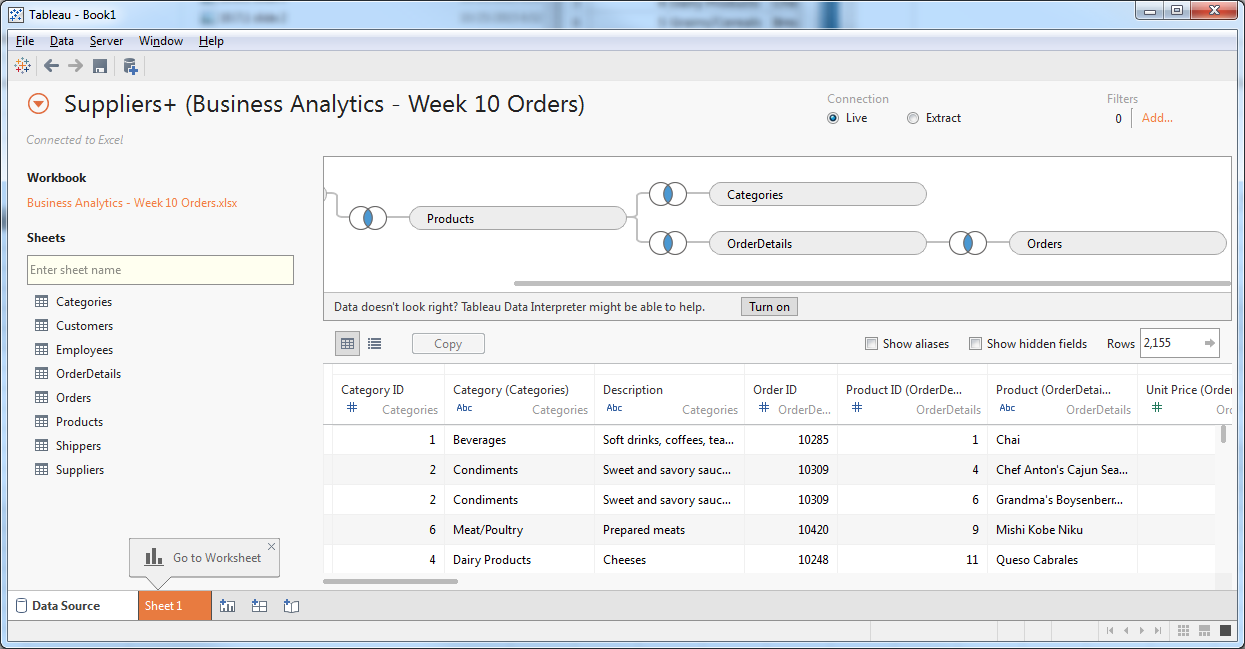 Tableau - Book1
File Data Server Window Help
Suppliers+ (Business Analytics - Week 10 Orders)
Connected to Excel
Connection
Live Extract
Filters
0 Add...
Workbook
Business Analytics - Week 10 Orders.xlsx
Sheets
Enter sheet name
Categories
Customers
Employees
OrderDetails
Orders
Products
Shippers
Suppliers
Products
Categories
OrderDetails
Orders
Data doesn't look right? Tableau Data Interpreter might be able to help. Turn on
Copy Show aliases Show hidden fields Rows 2,155
Category ID Category (Categories) Description Order ID Product ID (OrderDe... Product (OrderDetai... Unit Price (Order
# Categories Abc Categories Abc Categories # OrderDe... # OrderDetails Abc OrderDetails #
1 Beverages Soft drinks, coffees, tea... 10285 1 Chai
2 Condiments Sweet and savory sauc... 10309 4 Chef Anton's Cajun Sea...
2 Condiments Sweet and savory sauc... 10309 6 Grandma's Boysenberr...
6 Meat/Poultry Prepared meats 10420 9 Mishi Kobe Niku
4 Dairy Products Cheeses 10248 11 Queso Cabrales
Go to Worksheet
Data Source Sheet 1